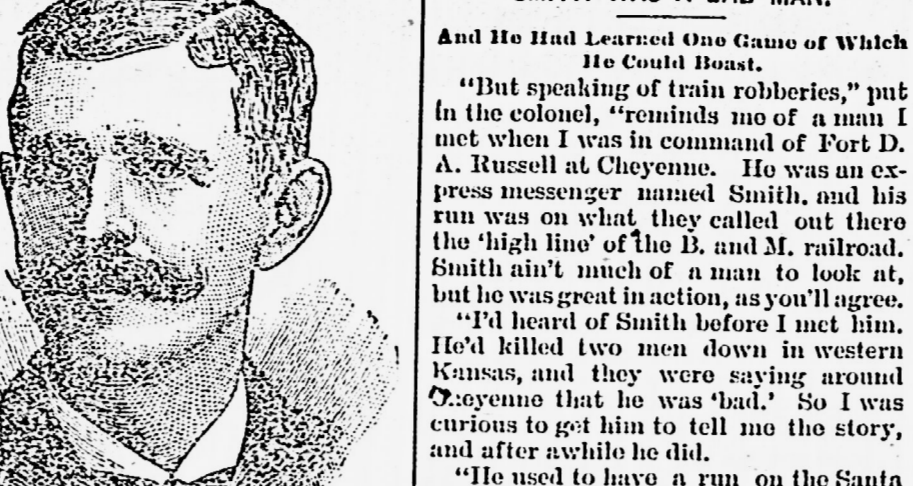 And He Had Learned One Game of Which
He Could Boast.
"But speaking of train robberies," put
in the colonel, "reminds me of a man I
met when I was in command of Fort D.
A. Russell at Cheyenne. He was an ex-
press messenger named Smith, and his
run was on what they called out there
the 'high line' of the B. and M. railroad.
Smith ain't much of a man to look at,
but he was great in action, as you'll agree.
"I'd heard of Smith before I met him.
He'd killed two men down in western
Kansas, and they were saying around
Cheyenne that he was 'bad.' So I was
curious to get him to tell me the story,
and after awhile he did.
"He used to have a run on the Santa